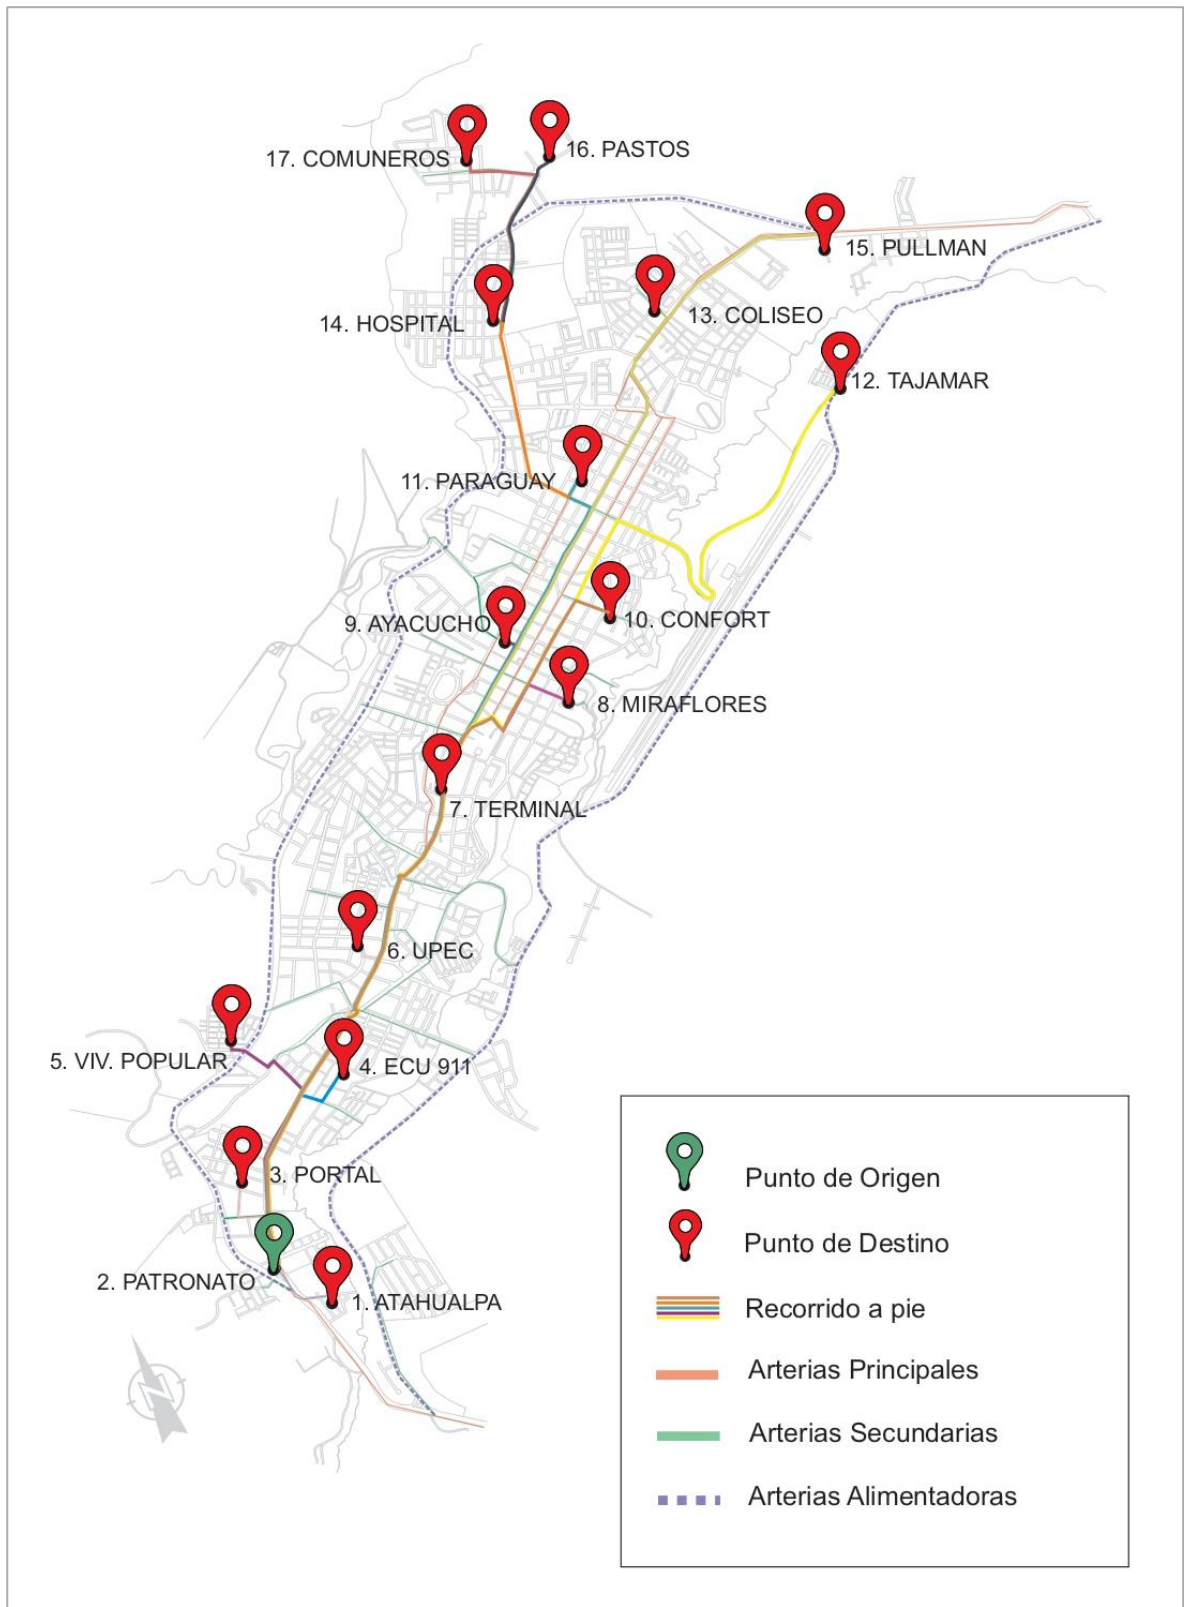 17. COMUNEROS
16. PASTOS
15. PULLMAN
14. HOSPITAL
13. COLISEO
12. TAJAMAR
11. PARAGUAY
10. CONFORT
9. AYACUCHO
8. MIRAFLORES
7. TERMINAL
6. UPEC
5. VIV. POPULAR
4. ECU 911
3. PORTAL
2. PATRONATO
1. ATAHUALPA
Punto de Origen
Punto de Destino
Recorrido a pie
Arterias Principales
Arterias Secundarias
Arterias Alimentadoras